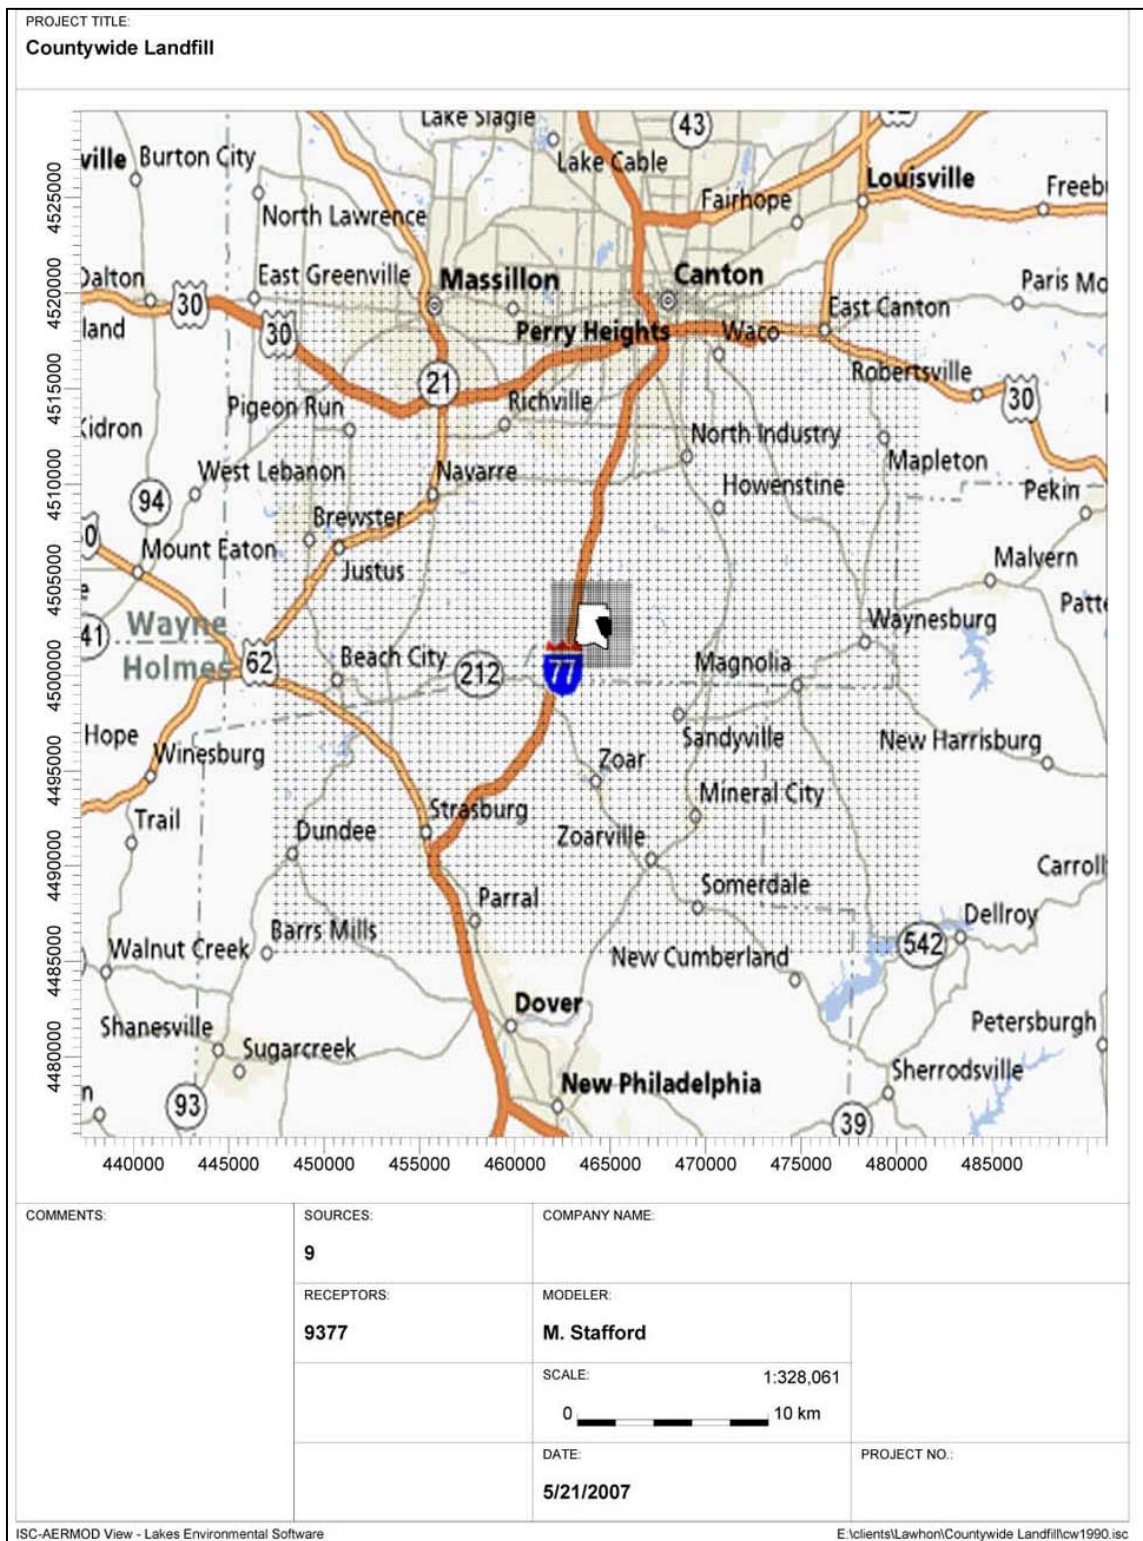 PROJECT TITLE:
Countywide Landfill
Lake Slagle
43
ville
Burton City
Lake Cable
Louisville
Freebu
Fairhope
North Lawrence
Dalton
East Greenville
Massillon
Canton
Paris Mo
30
East Canton
land
30
Perry Heights
Waco
Robertsville
21
30
Pigeon Run
Richville
Kidron
North Industry
Mapleton
West Lebanon
Navarre
Howenstine
Pekin
94
Brewster
0
Mount Eaton
Justus
Malvern
e
Patte
Wayne
41
Waynesburg
Holmes
62
Beach City
212
77
Magnolia
Hope
Winesburg
Sandyville
New Harrisburg
Zoar
Mineral City
Trail
Strasburg
Dundee
Zoarville
Carroll
Parral
Somerdale
Dellroy
Walnut Creek
Barrs Mills
New Cumberland
542
Dover
Shanesville
Petersburgh
Sugarcreek
Sherrodsville
n
New Philadelphia
93
39
4525000
4520000
4515000
4510000
4505000
4500000
4495000
4490000
4485000
4480000
440000 445000 450000 455000 460000 465000 470000 475000 480000 485000
COMMENTS:
SOURCES:
9
COMPANY NAME:
RECEPTORS:
9377
MODELER:
M. Stafford
SCALE: 1:328,061
0 10 km
DATE:
5/21/2007
PROJECT NO.:
ISC-AERMOD View - Lakes Environmental Software
E:\clients\Lawhon\Countywide Landfill\cw1990.isc